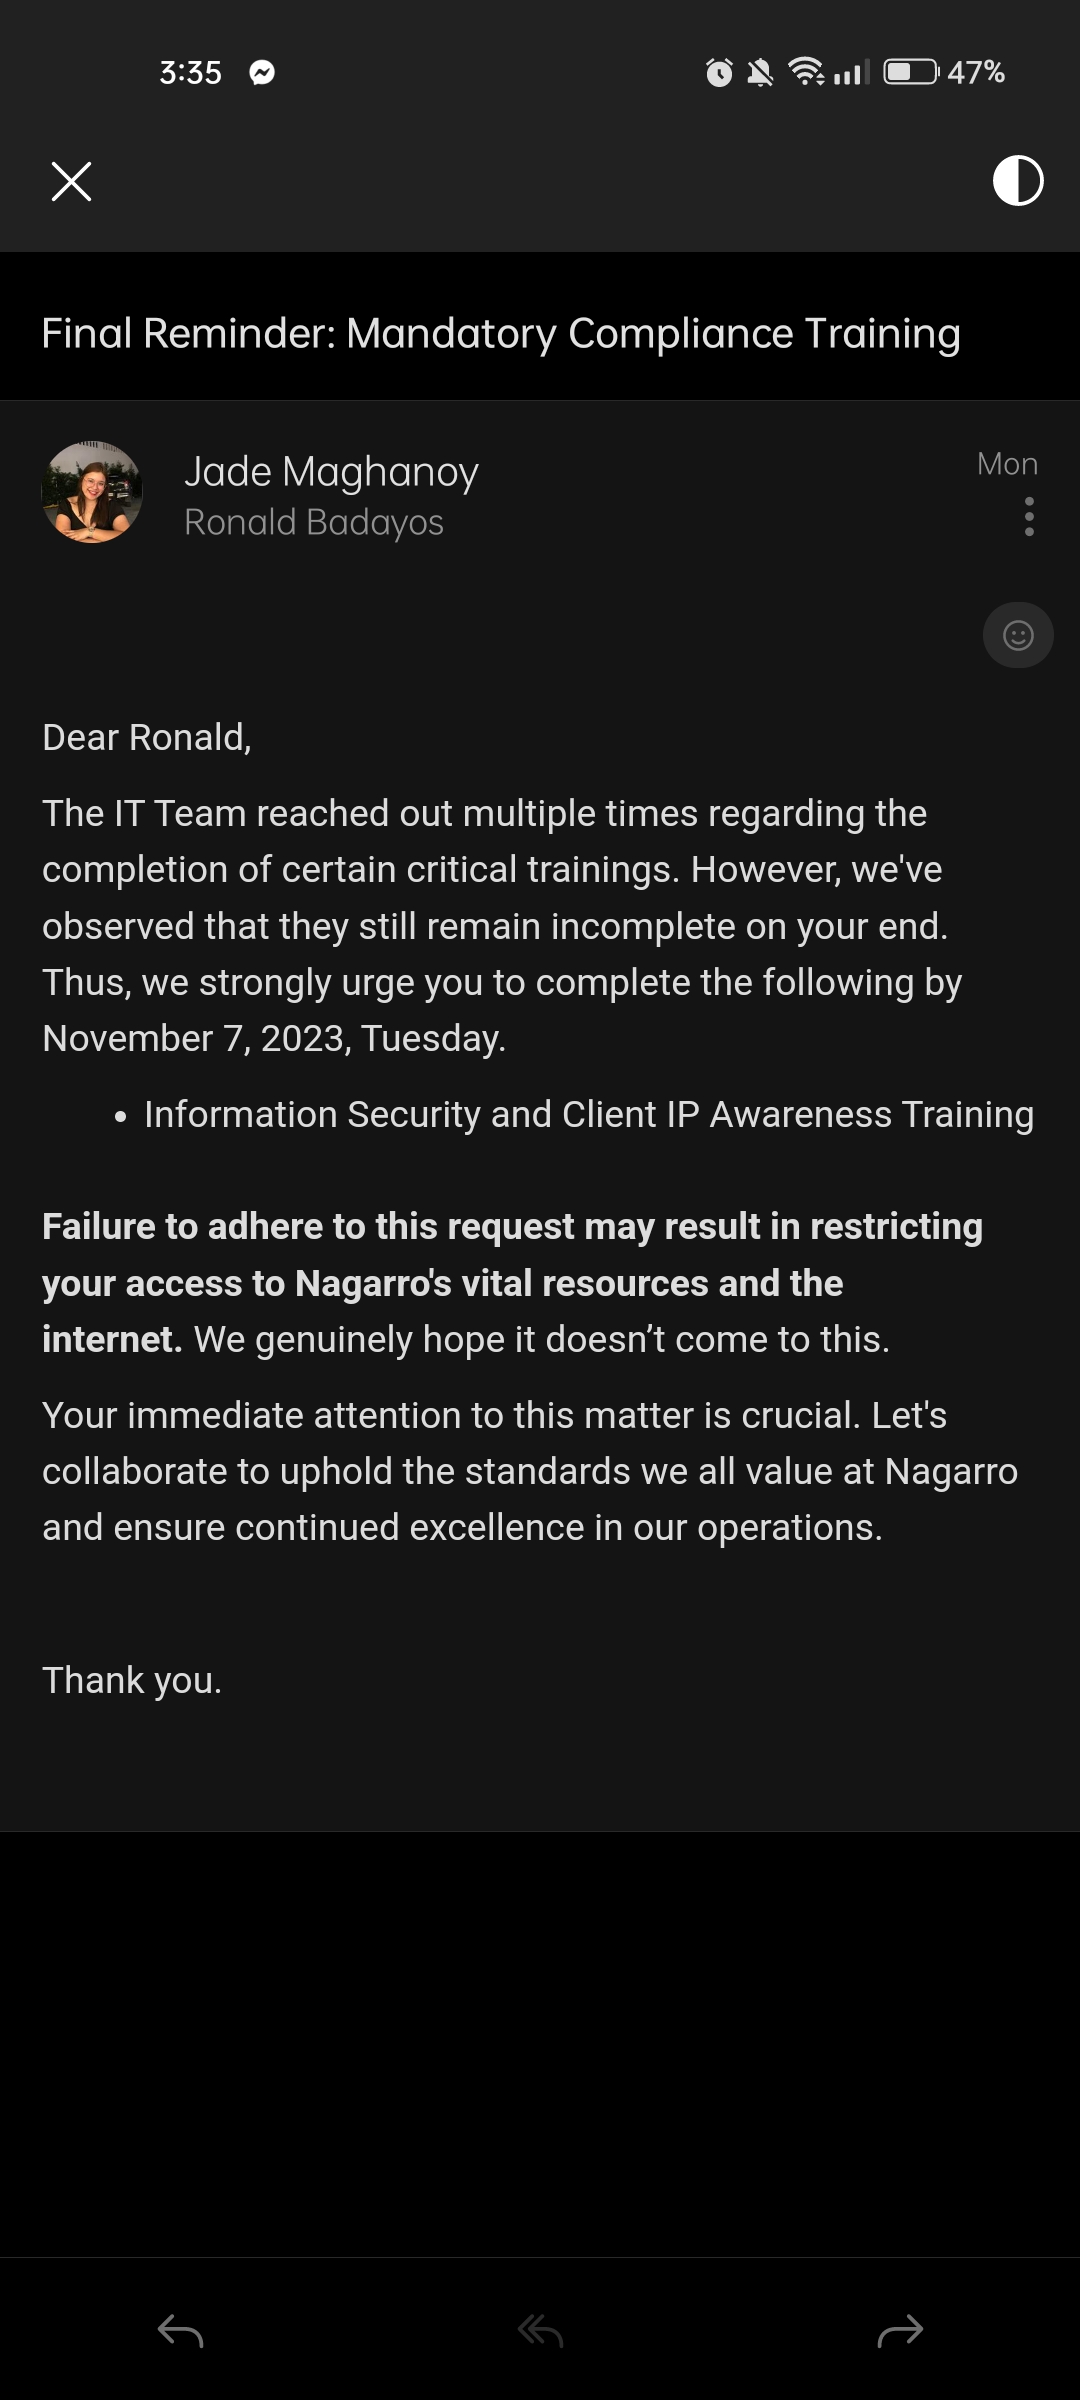 3:35
47%
Final Reminder: Mandatory Compliance Training
Jade Maghanoy
Mon
Ronald Badayos
Dear Ronald,
The IT Team reached out multiple times regarding the
completion of certain critical trainings. However, we've
observed that they still remain incomplete on your end.
Thus, we strongly urge you to complete the following by
November 7, 2023, Tuesday.
• Information Security and Client IP Awareness Training
Failure to adhere to this request may result in restricting
your access to Nagarro's vital resources and the
internet. We genuinely hope it doesn’t come to this.
Your immediate attention to this matter is crucial. Let's
collaborate to uphold the standards we all value at Nagarro
and ensure continued excellence in our operations.
Thank you.